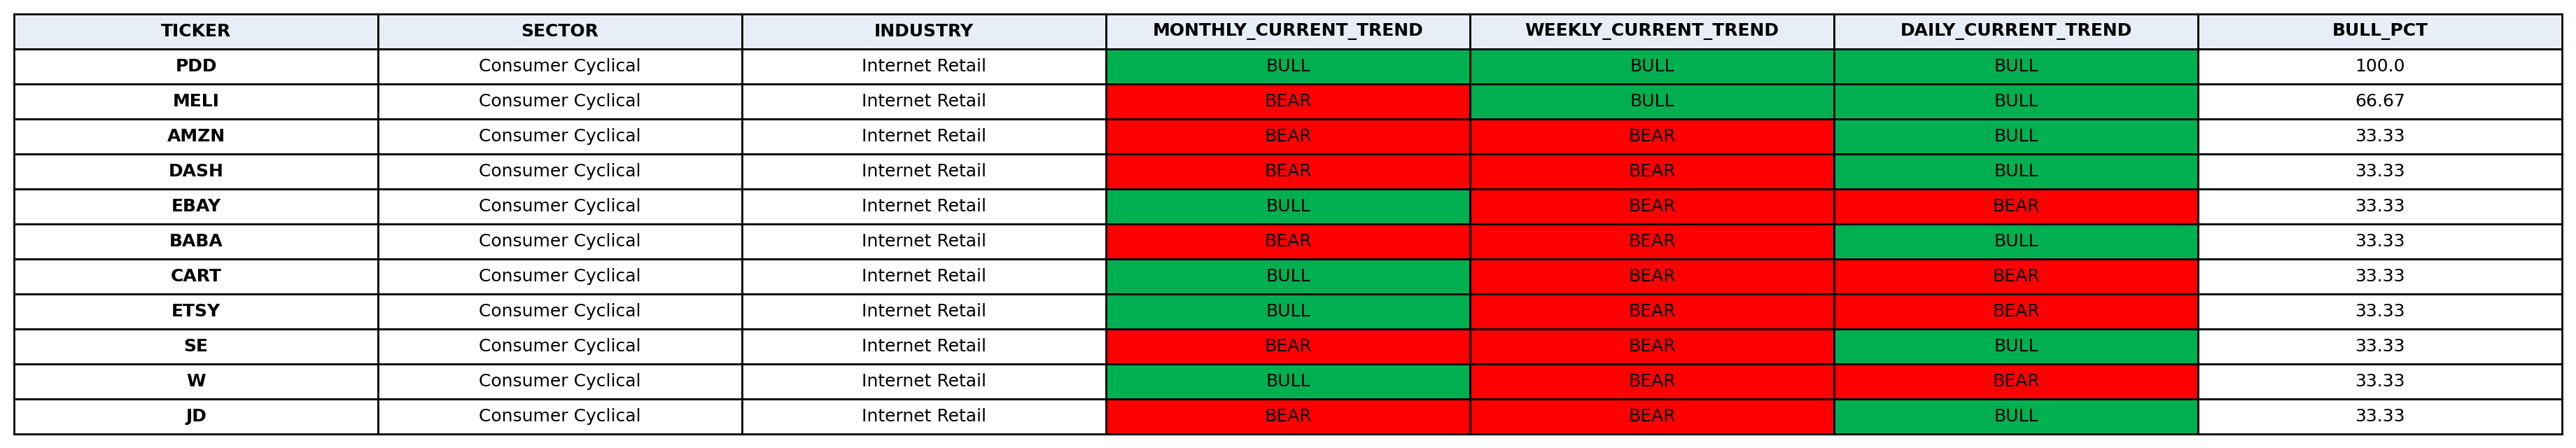 TICKER SECTOR INDUSTRY MONTHLY_CURRENT_TREND WEEKLY_CURRENT_TREND DAILY_CURRENT_TREND BULL_PCT
PDD Consumer Cyclical Internet Retail BULL BULL BULL 100.0
MELI Consumer Cyclical Internet Retail BEAR BULL BULL 66.67
AMZN Consumer Cyclical Internet Retail BEAR BEAR BULL 33.33
DASH Consumer Cyclical Internet Retail BEAR BEAR BULL 33.33
EBAY Consumer Cyclical Internet Retail BULL BEAR BEAR 33.33
BABA Consumer Cyclical Internet Retail BEAR BEAR BULL 33.33
CART Consumer Cyclical Internet Retail BULL BEAR BEAR 33.33
ETSY Consumer Cyclical Internet Retail BULL BEAR BEAR 33.33
SE Consumer Cyclical Internet Retail BEAR BEAR BULL 33.33
W Consumer Cyclical Internet Retail BULL BEAR BEAR 33.33
JD Consumer Cyclical Internet Retail BEAR BEAR BULL 33.33